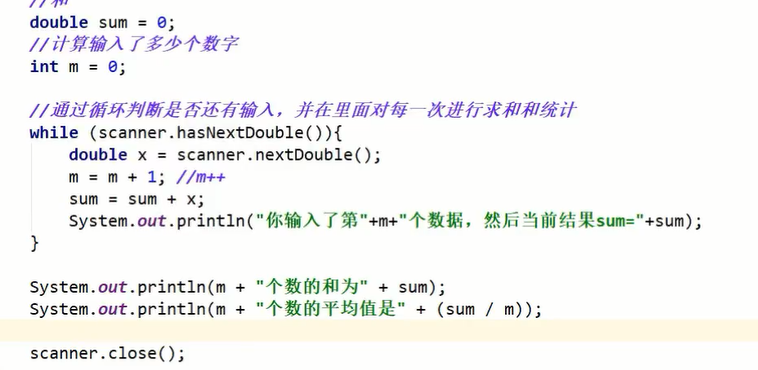 //和
double sum = 0;
//计算输入了多少个数字
int m = 0;
//通过循环判断是否还有输入，并在里面对每一次进行求和和统计
while (scanner.hasNextDouble()){
double x = scanner.nextDouble();
m = m + 1; //m++
sum = sum + x;
System.out.println("你输入了第"+m+"个数据，然后当前结果sum="+sum);
}
System.out.println(m + "个数的和为" + sum);
System.out.println(m + "个数的平均值是" + (sum / m));
scanner.close();